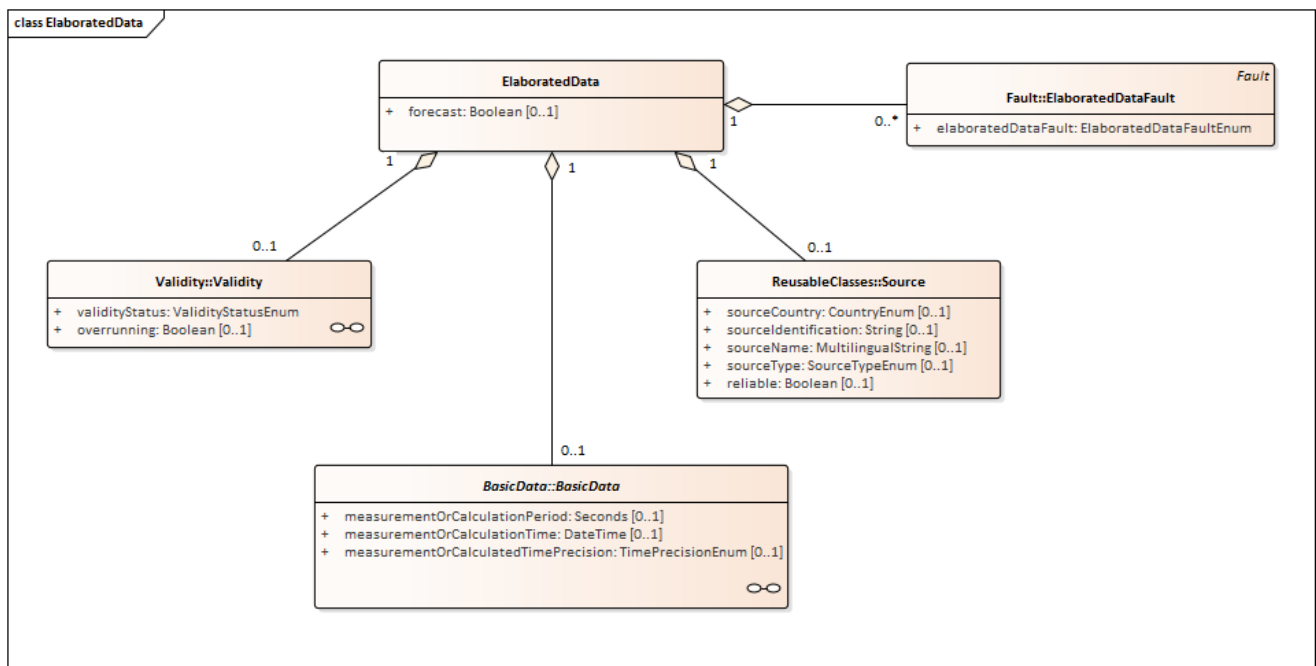 class ElaboratedData
ElaboratedData
+ forecast: Boolean [0..1]
Fault
Fault::ElaboratedDataFault
+ elaboratedDataFault: ElaboratedDataFaultEnum
1
0..*
1
1
1
0..1
0..1
Validity::Validity
+ validityStatus: ValidityStatusEnum
+ overrunning: Boolean [0..1]
ReusableClasses::Source
+ sourceCountry: CountryEnum [0..1]
+ sourceIdentification: String [0..1]
+ sourceName: MultilingualString [0..1]
+ sourceType: SourceTypeEnum [0..1]
+ reliable: Boolean [0..1]
0..1
BasicData::BasicData
+ measurementOrCalculationPeriod: Seconds [0..1]
+ measurementOrCalculationTime: DateTime [0..1]
+ measurementOrCalculatedTimePrecision: TimePrecisionEnum [0..1]